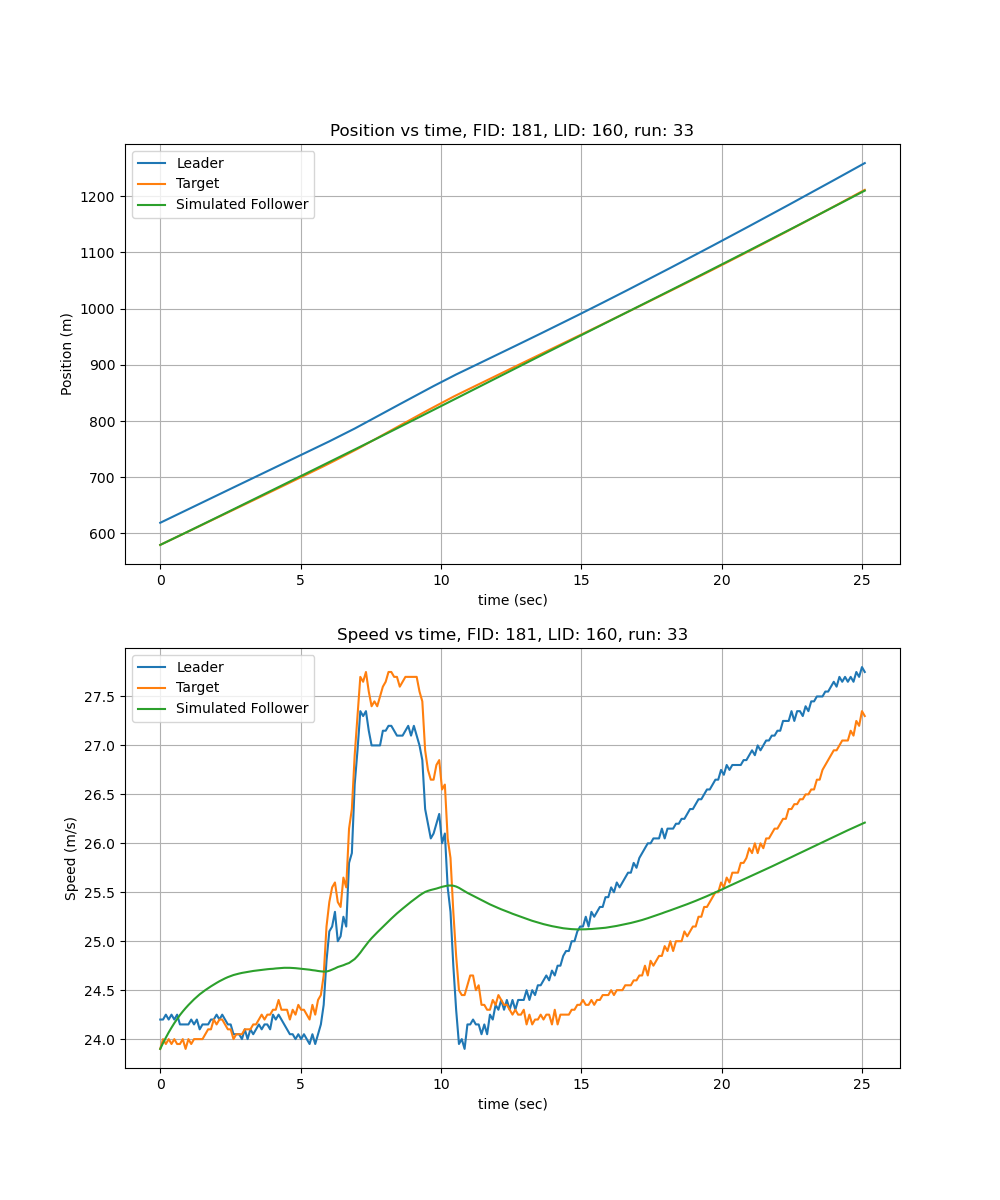 Position vs time, FID: 181, LID: 160, run: 33
Leader
Target
Simulated Follower
1200
1100
1000
900
800
700
600
Position (m)
0 5 10 15 20 25
time (sec)
Speed vs time, FID: 181, LID: 160, run: 33
Leader
Target
Simulated Follower
27.5
27.0
26.5
26.0
25.5
25.0
24.5
24.0
Speed (m/s)
0 5 10 15 20 25
time (sec)